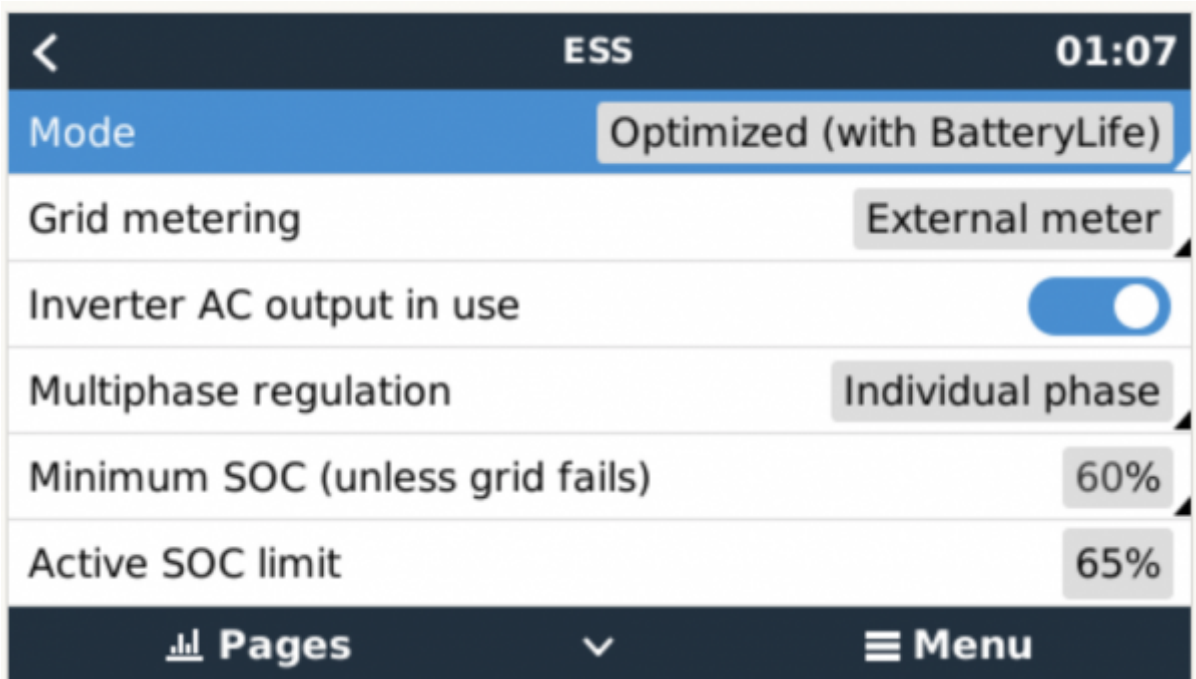 ESS 01:07
Mode Optimized (with BatteryLife)
Grid metering External meter
Inverter AC output in use
Multiphase regulation Individual phase
Minimum SOC (unless grid fails) 60%
Active SOC limit 65%
Pages Menu